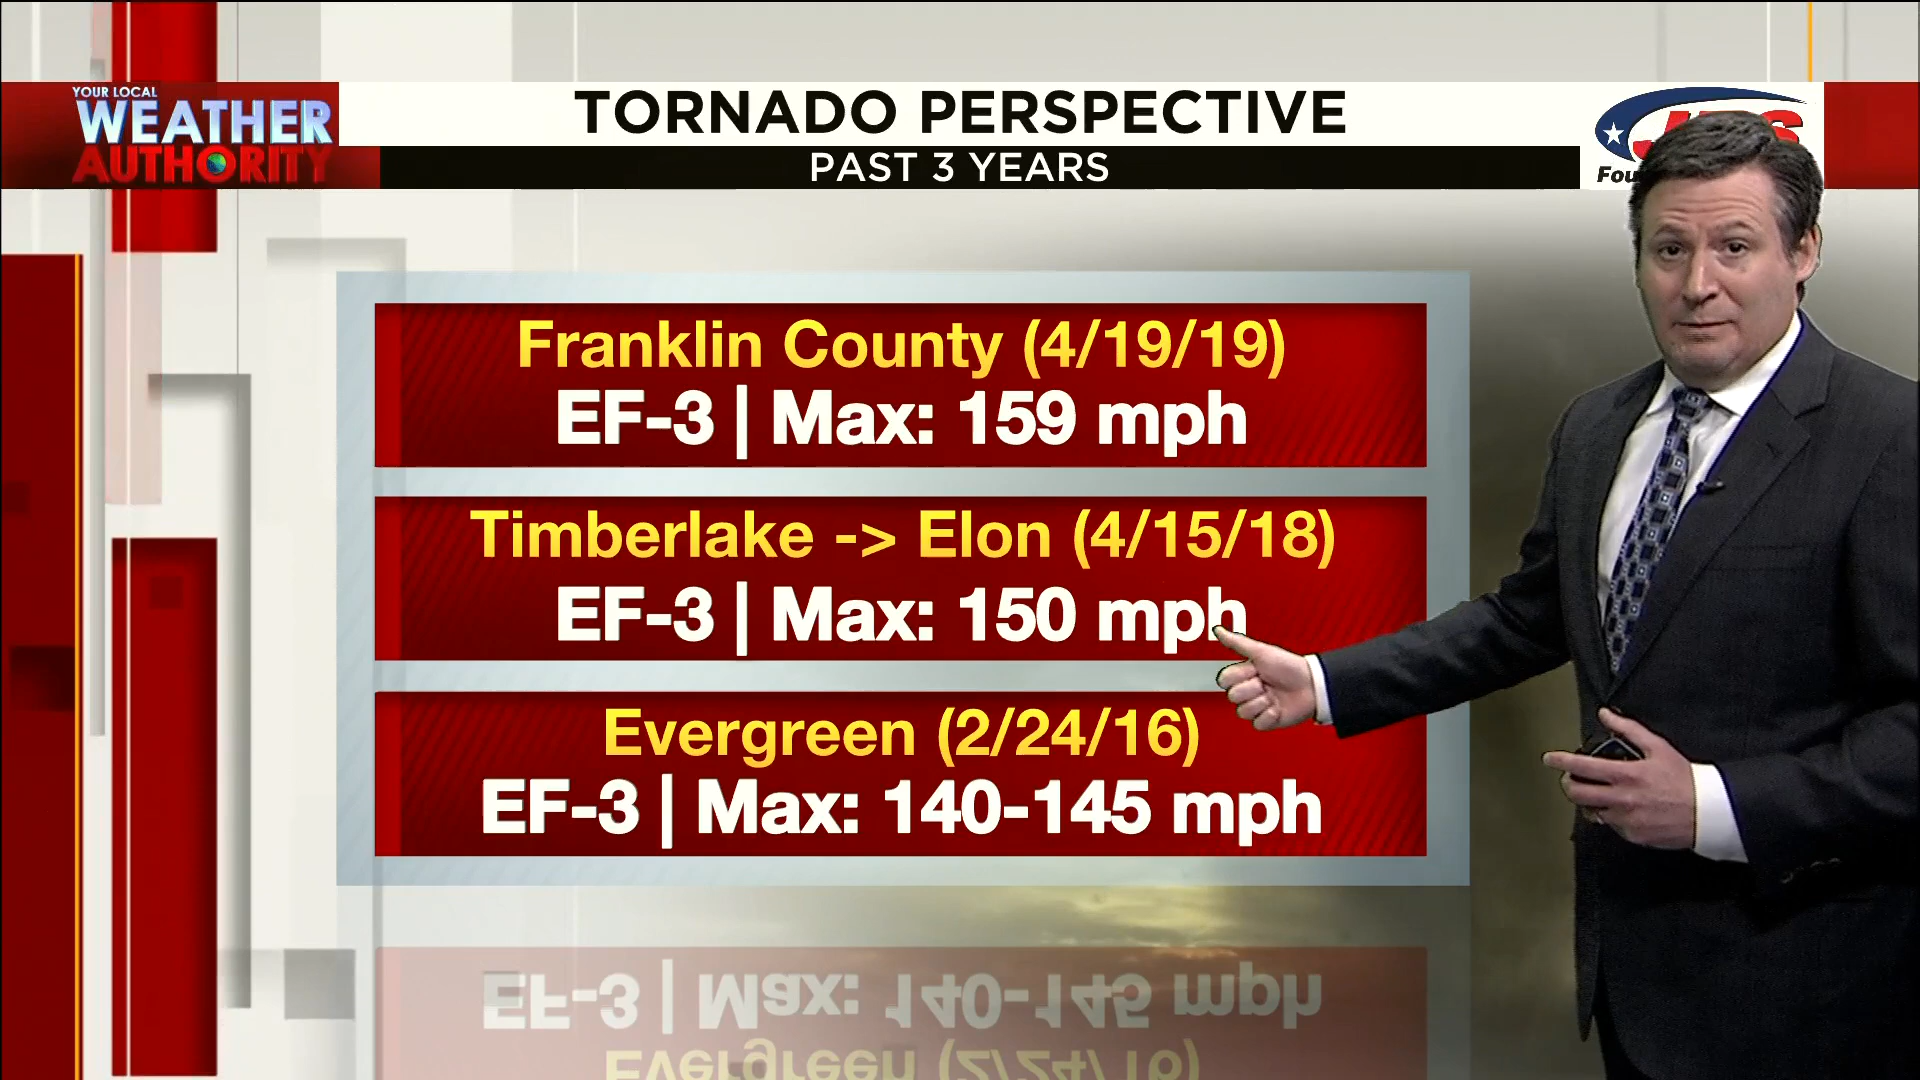 YOUR LOCAL
WEATHER
AUTHORITY
TORNADO PERSPECTIVE
PAST 3 YEARS
Franklin County (4/19/19)
EF-3 | Max: 159 mph
Timberlake -> Elon (4/15/18)
EF-3 | Max: 150 mph
Evergreen (2/24/16)
EF-3 | Max: 140-145 mph